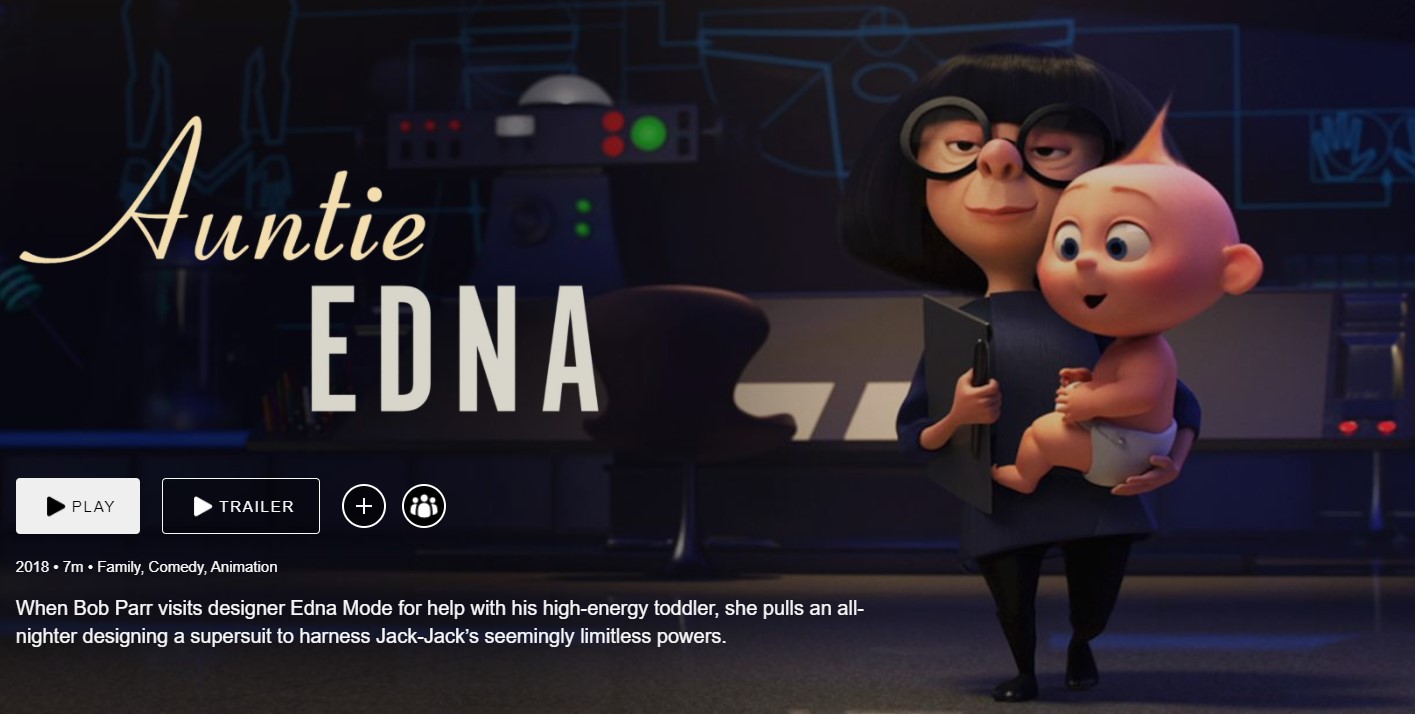 Auntie
EDNA
PLAY
TRAILER
2018 • 7m • Family, Comedy, Animation
When Bob Parr visits designer Edna Mode for help with his high-energy toddler, she pulls an all-
nighter designing a supersuit to harness Jack-Jack’s seemingly limitless powers.